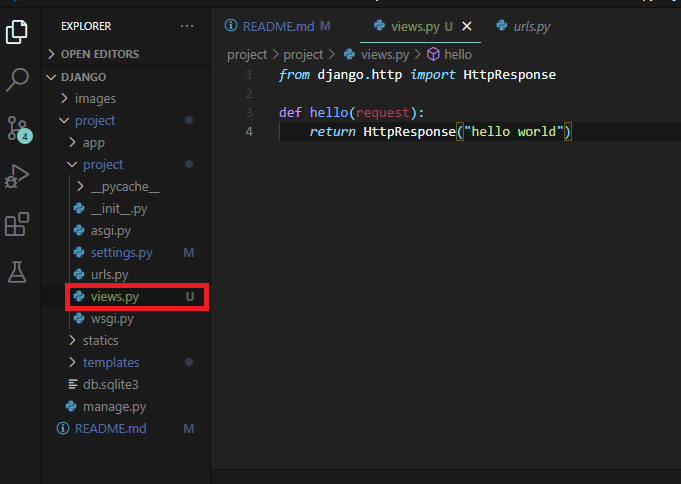 EXPLORER ...
OPEN EDITORS
DJANGO
images
project
app
project
__pycache__
__init__.py
asgi.py
settings.py M
urls.py
views.py U
wsgi.py
statics
templates
db.sqlite3
manage.py
README.md M
4
README.md M views.py U urls.py
project > project > views.py > hello
1 from django.http import HttpResponse
2
3 def hello(request):
4 return HttpResponse("hello world")